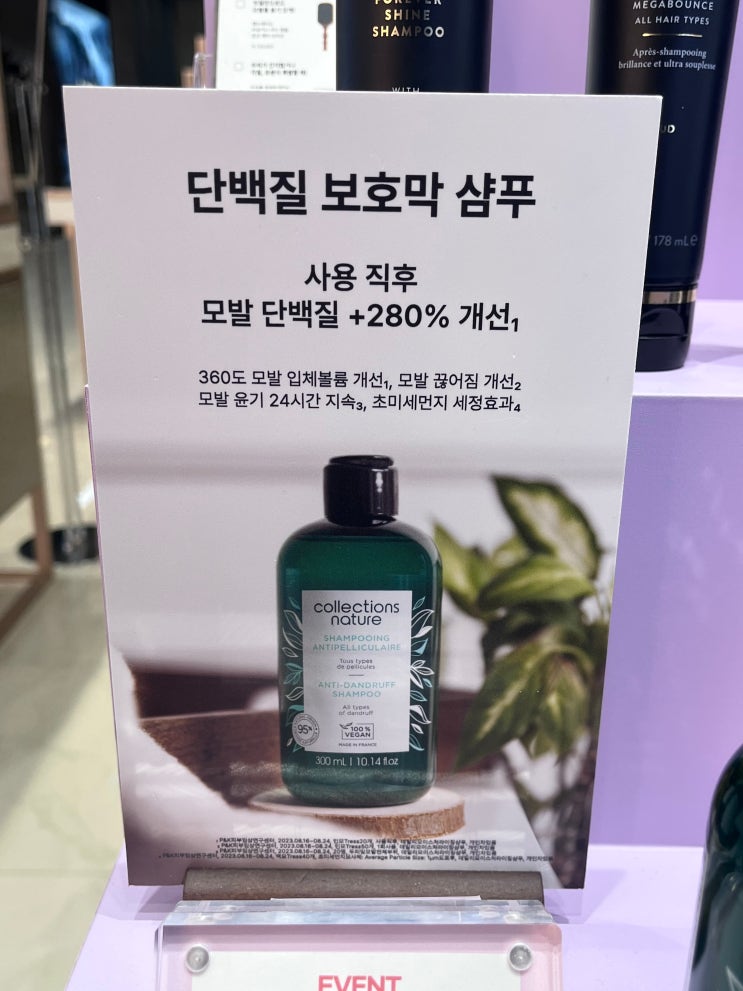 FOREVER
SHINE
SHAMPOO
WITH
MEGABOUNCE
ALL HAIR TYPES
Après-shampooing
brillance et ultra souplesse
178 mL e
단백질 보호막 샴푸
사용 직후
모발 단백질 +280% 개선1
360도 모발 입체볼륨 개선1, 모발 끊어짐 개선2
모발 윤기 24시간 지속3, 초미세먼지 세정효과4
collections
nature
SHAMPOOING
ANTIPELLICULAIRE
Tous types
de pellicules
ANTI-DANDRUFF
SHAMPOO
All types
of dandruff
95%
100%
VEGAN
MADE IN FRANCE
300 mL | 10.14 fl.oz
EVENT